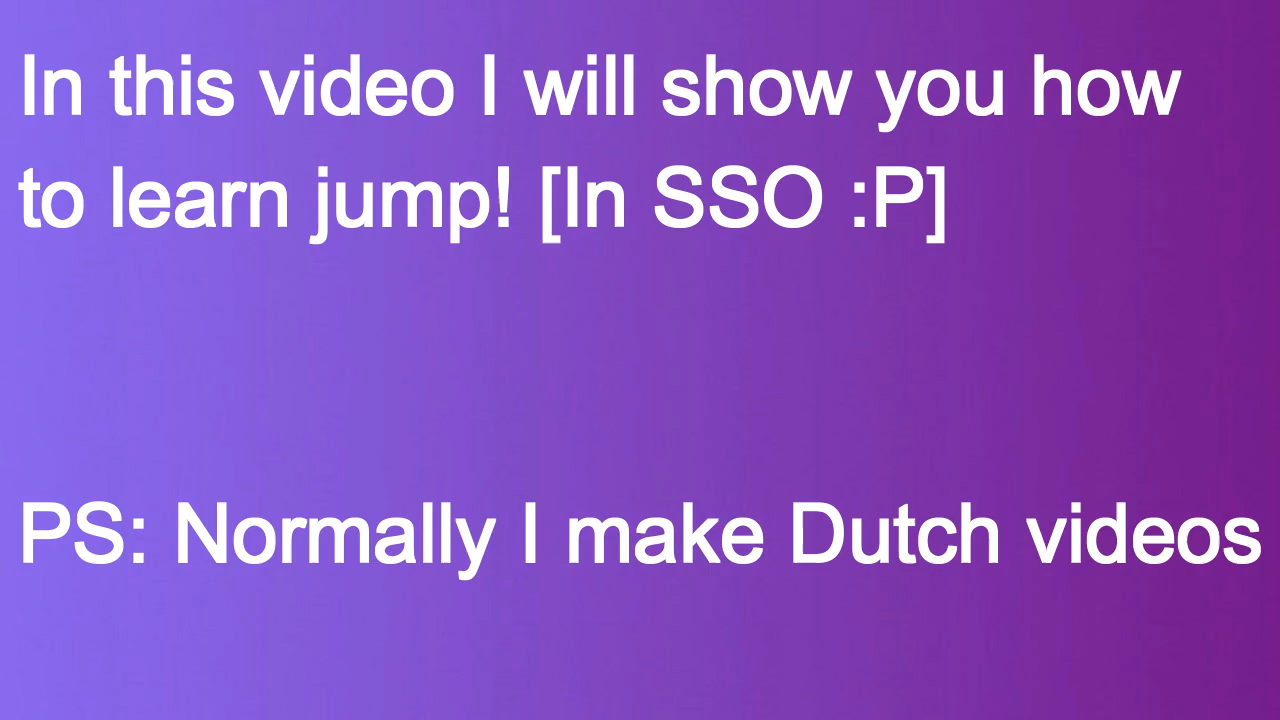 In this video I will show you how
to learn jump! [In SSO :P]
PS: Normally I make Dutch videos